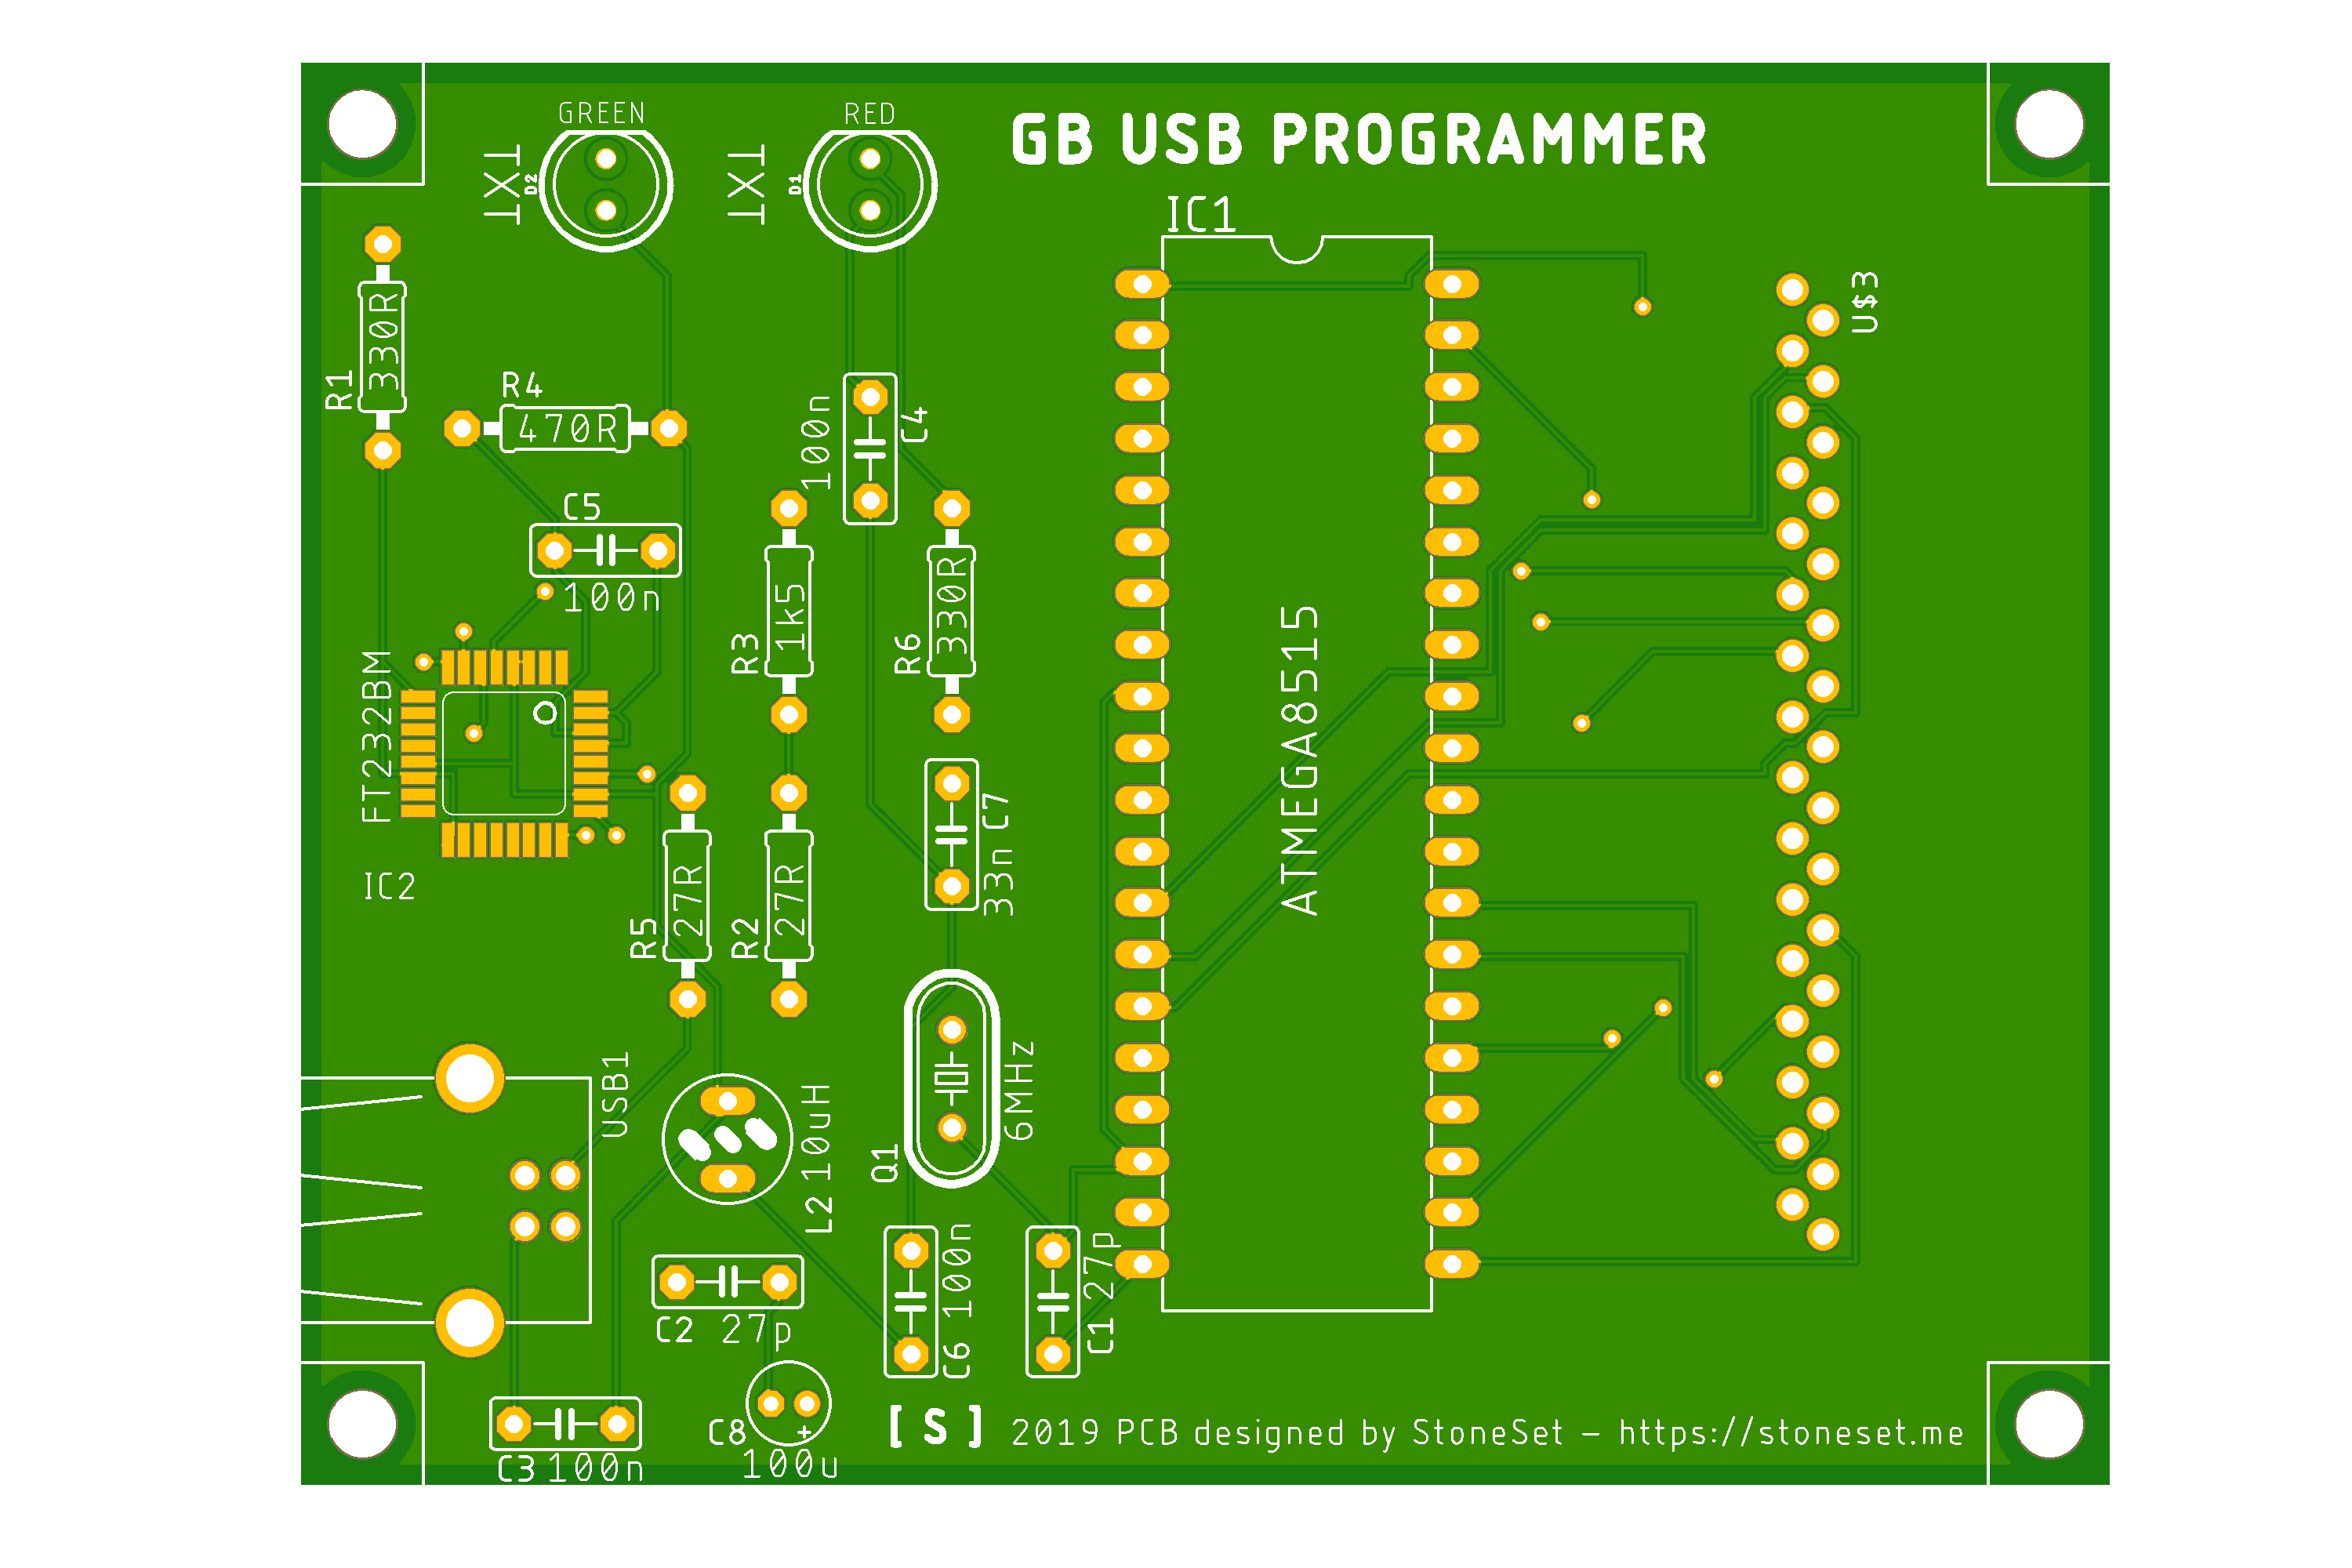 GREEN
RED
GB USB PROGRAMMER
TXT
D2
TXT
D1
IC1
U$3
R1
330R
R4
470R
100n
C4
C5
100n
R3
1k5
R6
330R
ATMEGA8515
FT232BM
IC2
33n C7
R5
27R
R2
27R
USB1
6MHz
Q1
L2 10uH
C2 27p
C6 100n
C1 27p
C8
+
100u
C3 100n
[ S ] 2019 PCB designed by StoneSet - https://stoneset.me